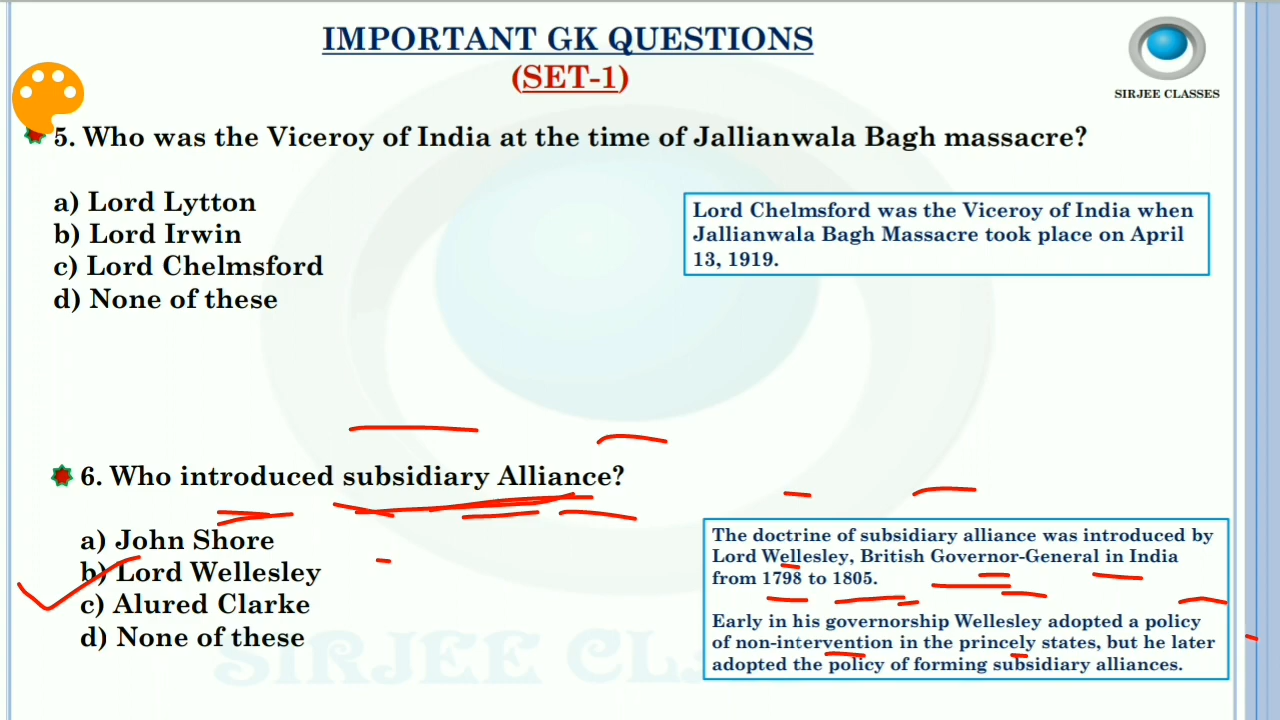 IMPORTANT GK QUESTIONS
(SET-1)
SIRJEE CLASSES
5. Who was the Viceroy of India at the time of Jallianwala Bagh massacre?
a) Lord Lytton
b) Lord Irwin
c) Lord Chelmsford
d) None of these
Lord Chelmsford was the Viceroy of India when
Jallianwala Bagh Massacre took place on April
13, 1919.
6. Who introduced subsidiary Alliance?
a) John Shore
b) Lord Wellesley
c) Alured Clarke
d) None of these
The doctrine of subsidiary alliance was introduced by
Lord Wellesley, British Governor-General in India
from 1798 to 1805.
Early in his governorship Wellesley adopted a policy
of non-intervention in the princely states, but he later
adopted the policy of forming subsidiary alliances.
SIRJEE CL